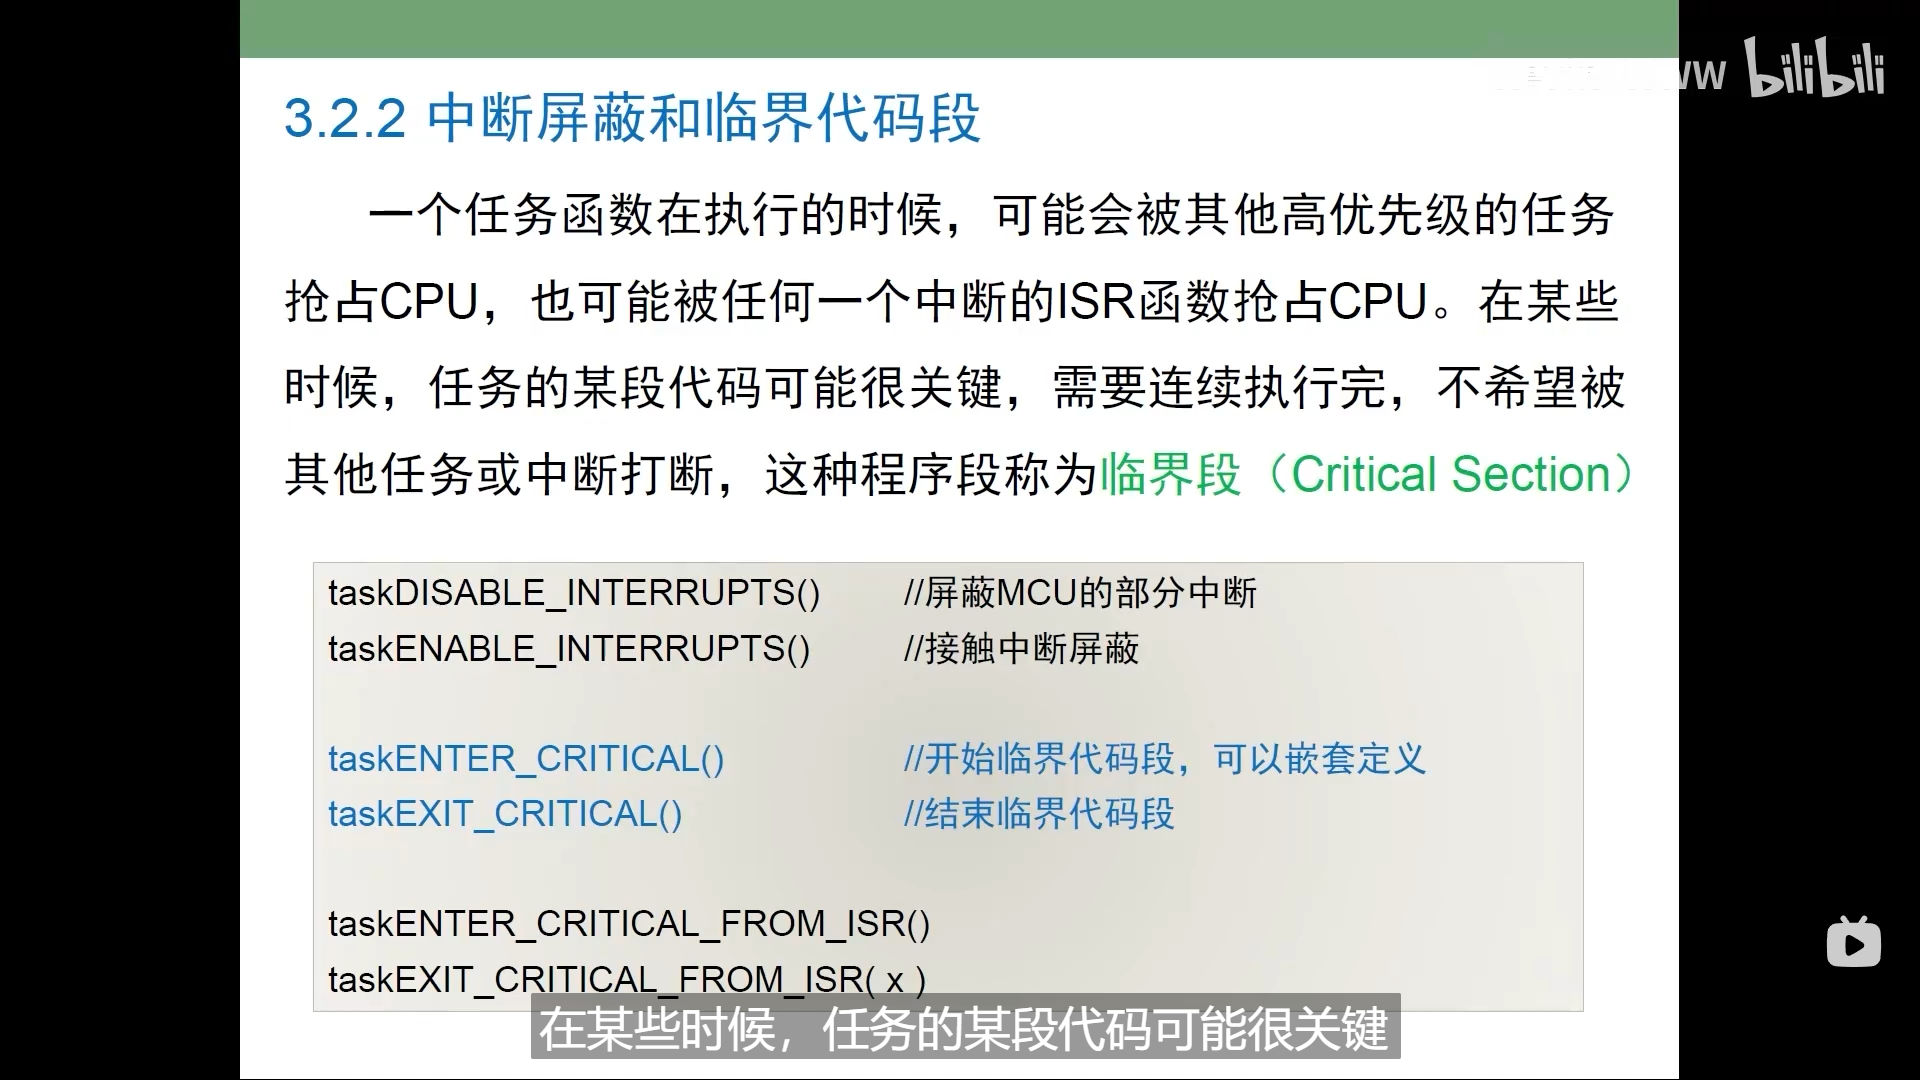 WW bilibili
3.2.2 中断屏蔽和临界代码段
一个任务函数在执行的时候，可能会被其他高优先级的任务
抢占CPU，也可能被任何一个中断的ISR函数抢占CPU。在某些
时候，任务的某段代码可能很关键，需要连续执行完，不希望被
其他任务或中断打断，这种程序段称为临界段（Critical Section）
taskDISABLE_INTERRUPTS() //屏蔽MCU的部分中断
taskENABLE_INTERRUPTS() //接触中断屏蔽
taskENTER_CRITICAL() //开始临界代码段，可以嵌套定义
taskEXIT_CRITICAL() //结束临界代码段
taskENTER_CRITICAL_FROM_ISR()
taskEXIT_CRITICAL_FROM_ISR( x )
在某些时候，任务的某段代码可能很关键